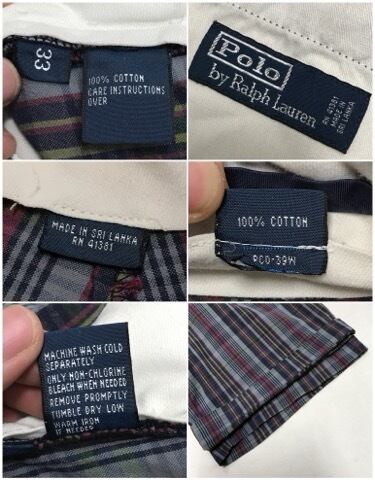 33
100% COTTON
CARE INSTRUCTIONS
OVER
Polo
by Ralph Lauren
RN 41381
MADE IN
SRI LANKA
MADE IN SRI LANKA
RN 41381
100% COTTON
PC0-39W
MACHINE WASH COLD
SEPARATELY
ONLY NON-CHLORINE
BLEACH WHEN NEEDED
REMOVE PROMPTLY
TUMBLE DRY LOW
WARM IRON
IF NEEDED